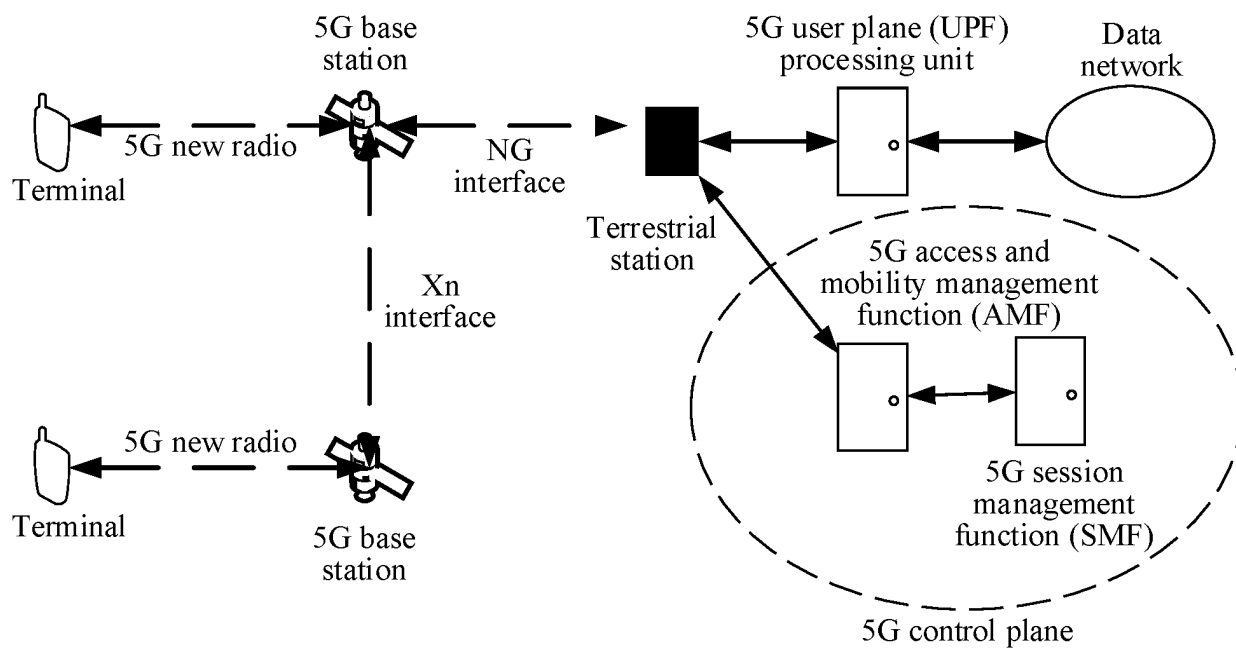 5G base
station
5G user plane (UPF)
processing unit
Data
network
5G new radio
NG
interface
Terminal
Terrestrial
station
5G access and
mobility management
function (AMF)
Xn
interface
5G new radio
Terminal
5G base
station
5G session
management
function (SMF)
5G control plane